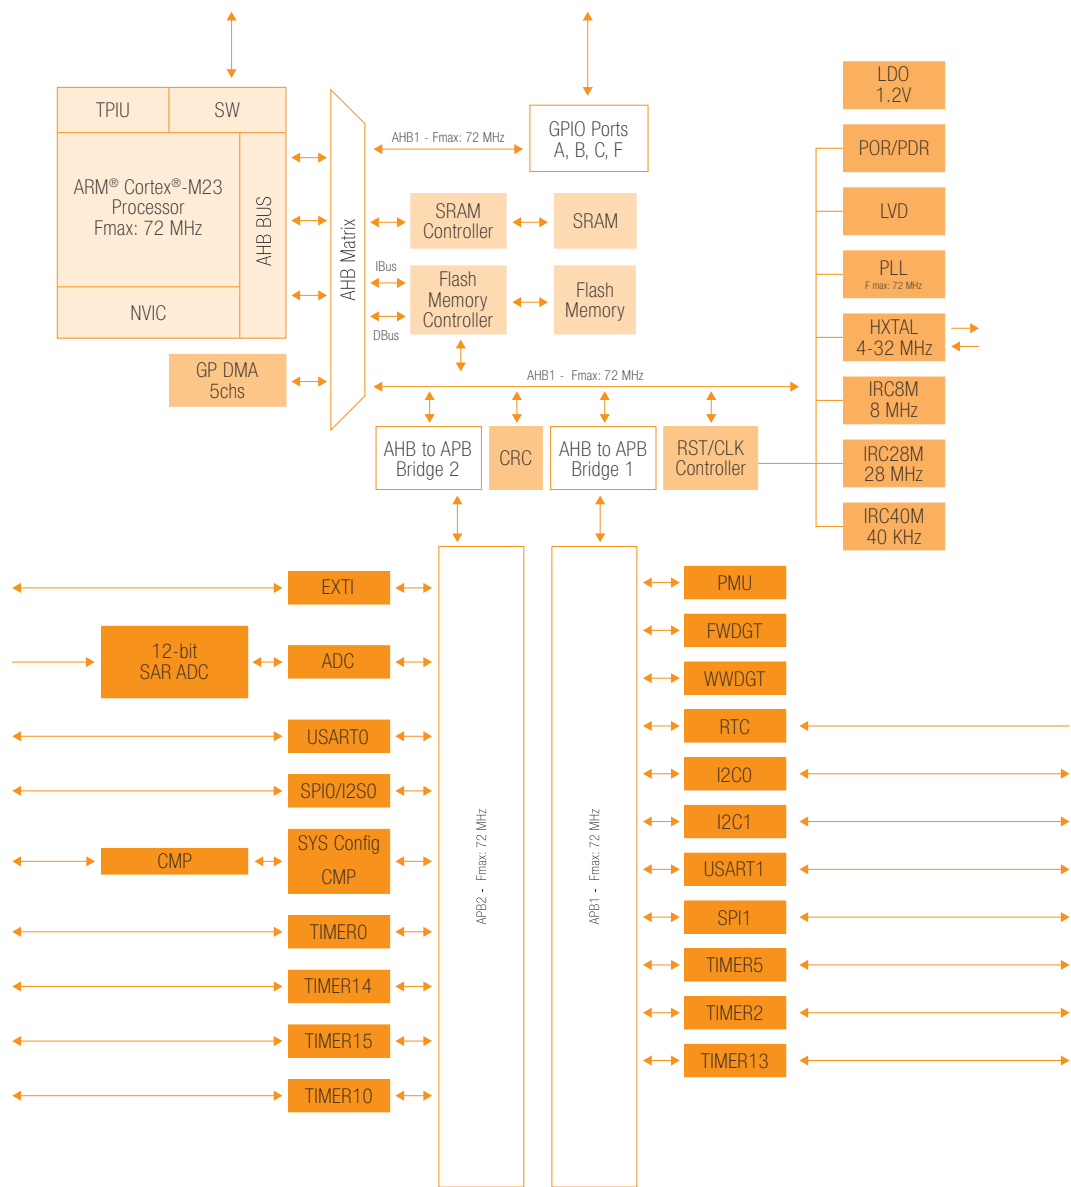 TPIU
SW
ARM® Cortex®-M23
Processor
Fmax: 72 MHz
AHB BUS
NVIC
GP DMA
5chs
AHB Matrix
AHB1 - Fmax: 72 MHz
GPIO Ports
A, B, C, F
SRAM
Controller
SRAM
IBus
DBus
Flash
Memory
Controller
Flash
Memory
AHB1 - Fmax: 72 MHz
AHB to APB
Bridge 2
CRC
AHB to APB
Bridge 1
RST/CLK
Controller
LDO
1.2V
POR/PDR
LVD
PLL
F max: 72 MHz
HXTAL
4-32 MHz
IRC8M
8 MHz
IRC28M
28 MHz
IRC40M
40 KHz
EXTI
12-bit
SAR ADC
ADC
USART0
SPI0/I2S0
CMP
SYS Config
CMP
TIMER0
TIMER14
TIMER15
TIMER10
APB2 - Fmax: 72 MHz
APB1 - Fmax: 72 MHz
PMU
FWDGT
WWDGT
RTC
I2C0
I2C1
USART1
SPI1
TIMER5
TIMER2
TIMER13